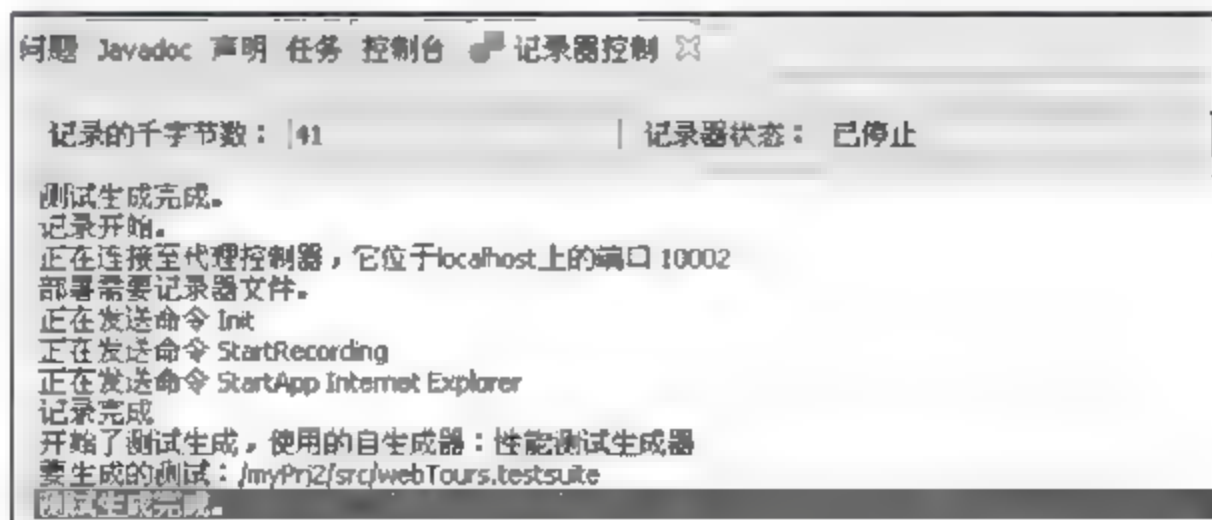 问题 Javadoc 声明 任务 控制台 记录器控制
记录的千字节数： 41 记录器状态： 已停止
测试生成完成。
记录开始。
正在连接至代理控制器，它位于localhost上的端口 10002
部署需要记录器文件。
正在发送命令 Init
正在发送命令 StartRecording
正在发送命令 StartApp Internet Explorer
记录完成
开始了测试生成，使用的自生成器：性能测试生成器
要生成的测试：/myPrj2/src/webTours.testsuite
测试生成完成。